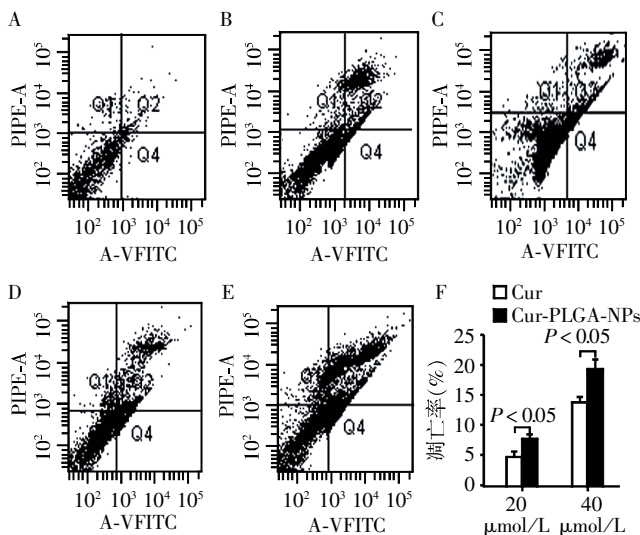 A
PIPE-A
10⁵
10⁴
10³
10²
Q1
Q2
Q4
10² 10³ 10⁴ 10⁵
A-VFITC
B
PIPE-A
10⁵
10⁴
10³
10²
Q1
Q2
Q4
10² 10³ 10⁴ 10⁵
A-VFITC
C
PIPE-A
10⁵
10⁴
10³
10²
Q1
Q4
10² 10³ 10⁴ 10⁵
A-VFITC
D
PIPE-A
10⁵
10⁴
10³
10²
Q1
Q4
10² 10³ 10⁴ 10⁵
A-VFITC
E
PIPE-A
10⁵
10⁴
10³
10²
Q4
10² 10³ 10⁴ 10⁵
A-VFITC
F
Cur
Cur-PLGA-NPs
凋亡率(%)
25
20
15
10
5
0
P < 0.05
P < 0.05
20 40
μmol/L μmol/L